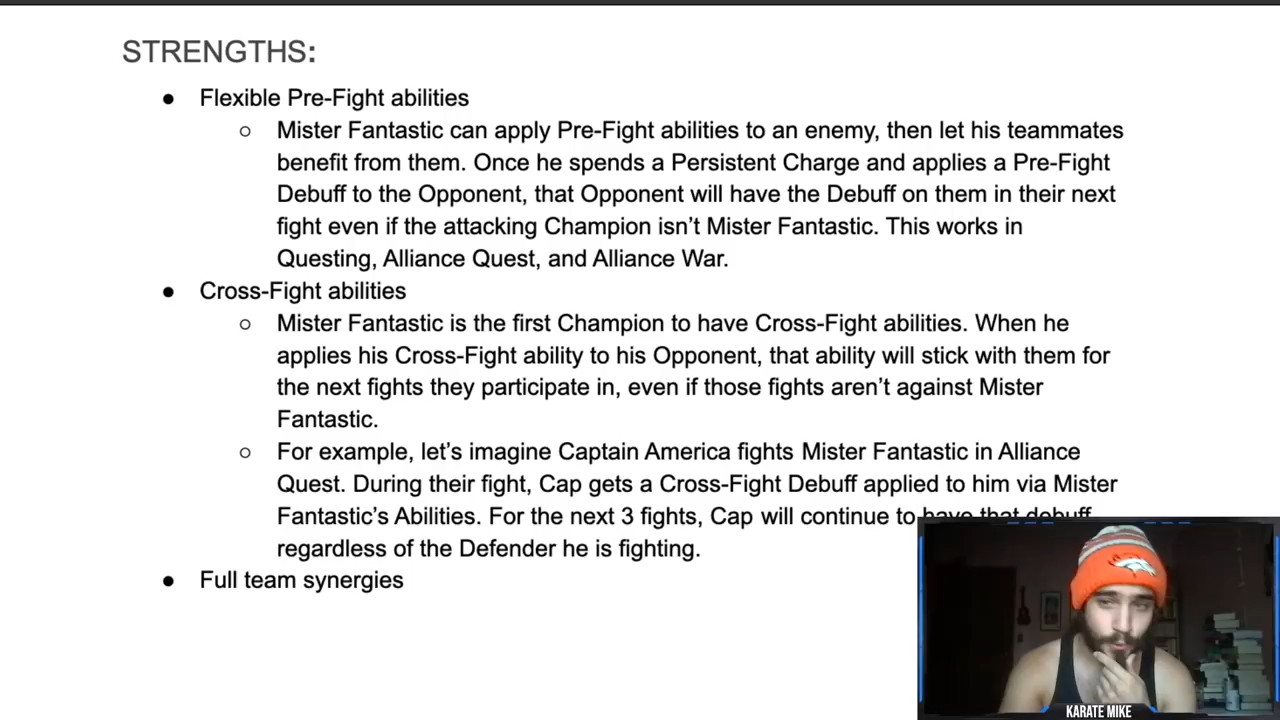 STRENGTHS:
● Flexible Pre-Fight abilities
○ Mister Fantastic can apply Pre-Fight abilities to an enemy, then let his teammates
benefit from them. Once he spends a Persistent Charge and applies a Pre-Fight
Debuff to the Opponent, that Opponent will have the Debuff on them in their next
fight even if the attacking Champion isn’t Mister Fantastic. This works in
Questing, Alliance Quest, and Alliance War.
● Cross-Fight abilities
○ Mister Fantastic is the first Champion to have Cross-Fight abilities. When he
applies his Cross-Fight ability to his Opponent, that ability will stick with them for
the next fights they participate in, even if those fights aren’t against Mister
Fantastic.
○ For example, let’s imagine Captain America fights Mister Fantastic in Alliance
Quest. During their fight, Cap gets a Cross-Fight Debuff applied to him via Mister
Fantastic’s Abilities. For the next 3 fights, Cap will continue to have that debuff
regardless of the Defender he is fighting.
● Full team synergies
KARATE MIKE